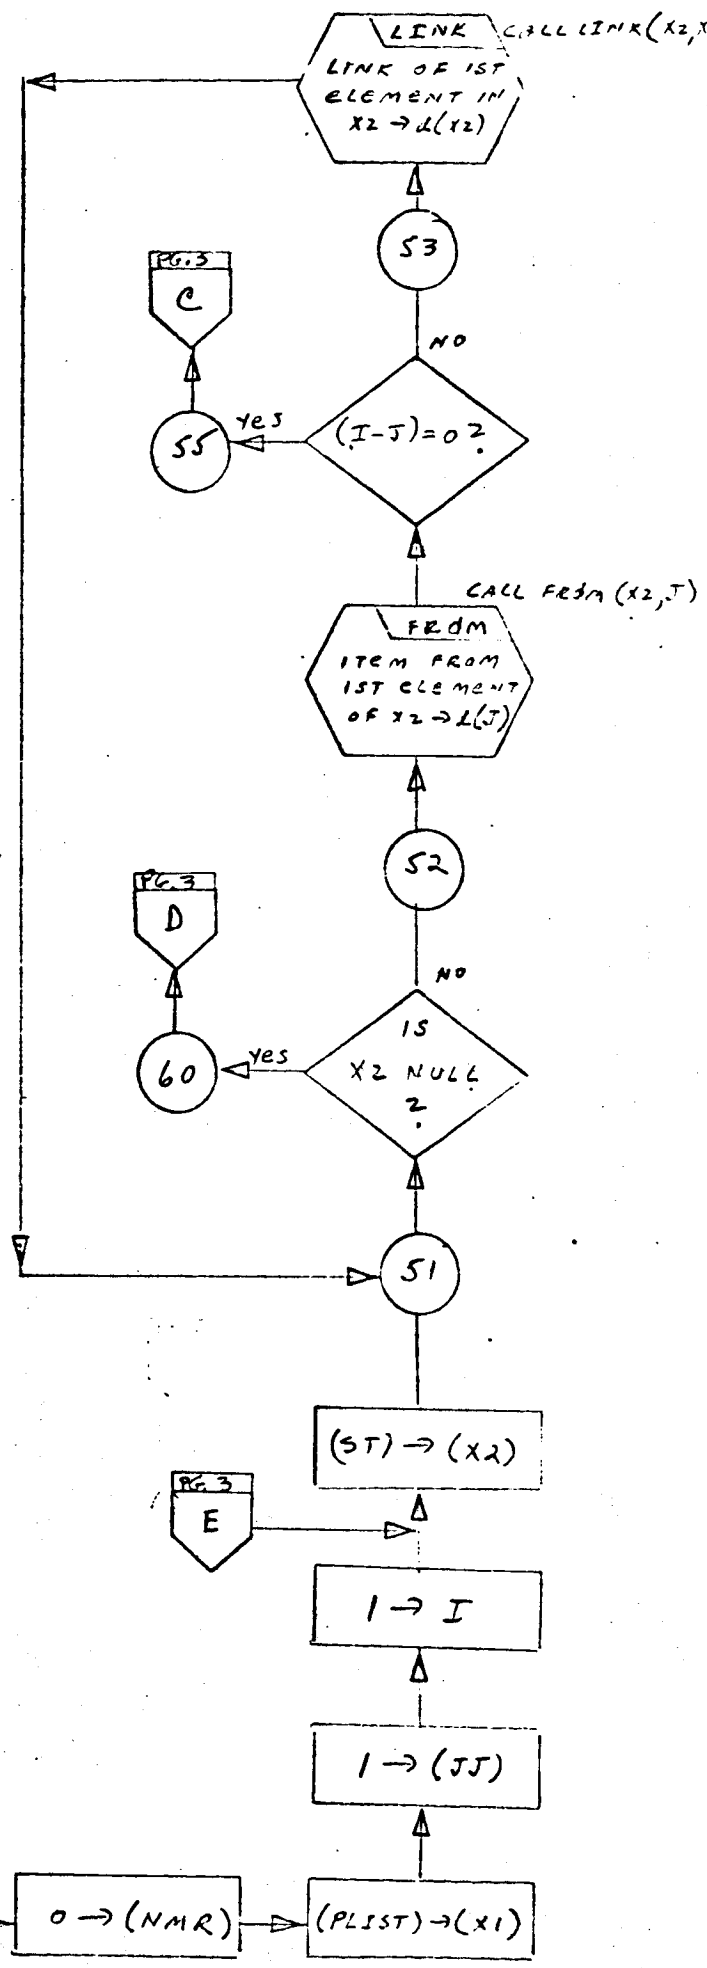 LINK
CALL LINK(X2,X
LINK OF 1ST
ELEMENT IN
X2 → L(X2)
53
PG.3
C
NO
(I-J)=0?
yes
55
CALL FRØM (X2,J)
FRØM
ITEM FROM
1ST ELEMENT
OF X2 → L(J)
52
PG.3
D
NO
IS
X2 NULL
?
yes
60
51
(ST) → (X2)
PG. 3
E
1 → I
1 → (JJ)
0 → (NMR)
(PLIST) → (X1)